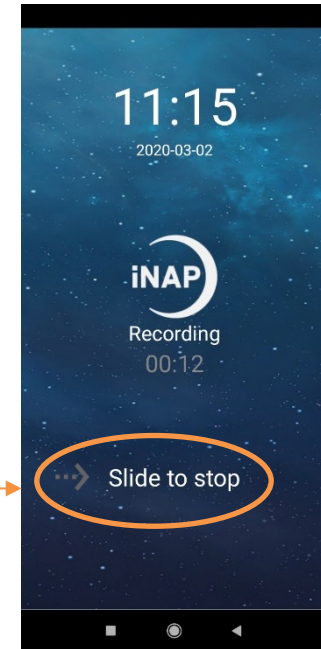 11:15
2020-03-02
iNAP
Recording
00:12
Slide to stop